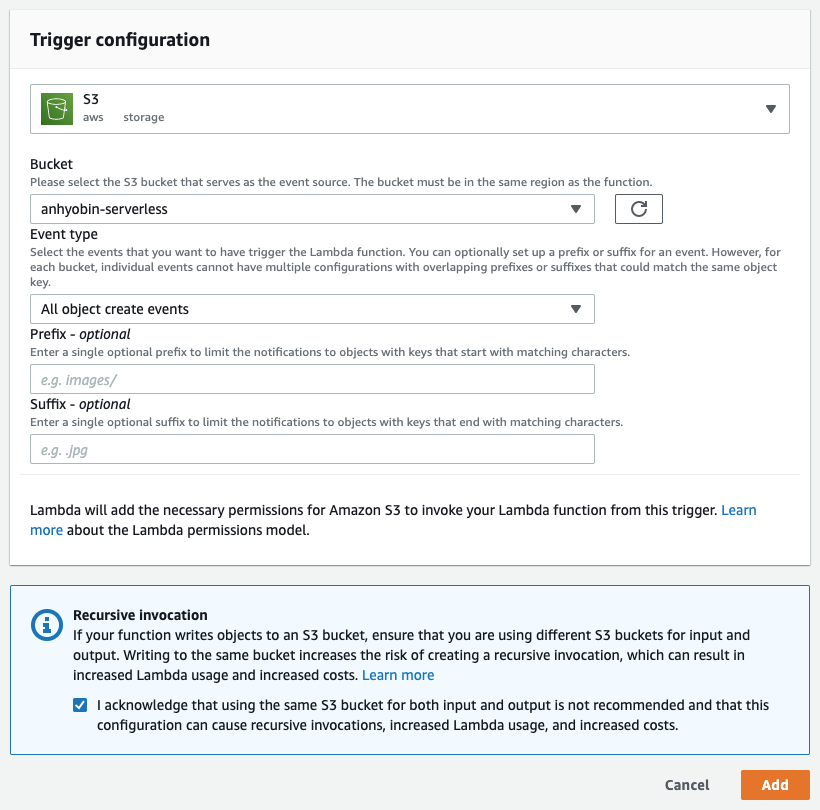 Trigger configuration
S3
aws storage
Bucket
Please select the S3 bucket that serves as the event source. The bucket must be in the same region as the function.
anhyobin-serverless
Event type
Select the events that you want to have trigger the Lambda function. You can optionally set up a prefix or suffix for an event. However, for
each bucket, individual events cannot have multiple configurations with overlapping prefixes or suffixes that could match the same object
key.
All object create events
Prefix - optional
Enter a single optional prefix to limit the notifications to objects with keys that start with matching characters.
e.g. images/
Suffix - optional
Enter a single optional suffix to limit the notifications to objects with keys that end with matching characters.
e.g. .jpg
Lambda will add the necessary permissions for Amazon S3 to invoke your Lambda function from this trigger. Learn
more about the Lambda permissions model.
Recursive invocation
If your function writes objects to an S3 bucket, ensure that you are using different S3 buckets for input and
output. Writing to the same bucket increases the risk of creating a recursive invocation, which can result in
increased Lambda usage and increased costs. Learn more
I acknowledge that using the same S3 bucket for both input and output is not recommended and that this
configuration can cause recursive invocations, increased Lambda usage, and increased costs.
Cancel Add